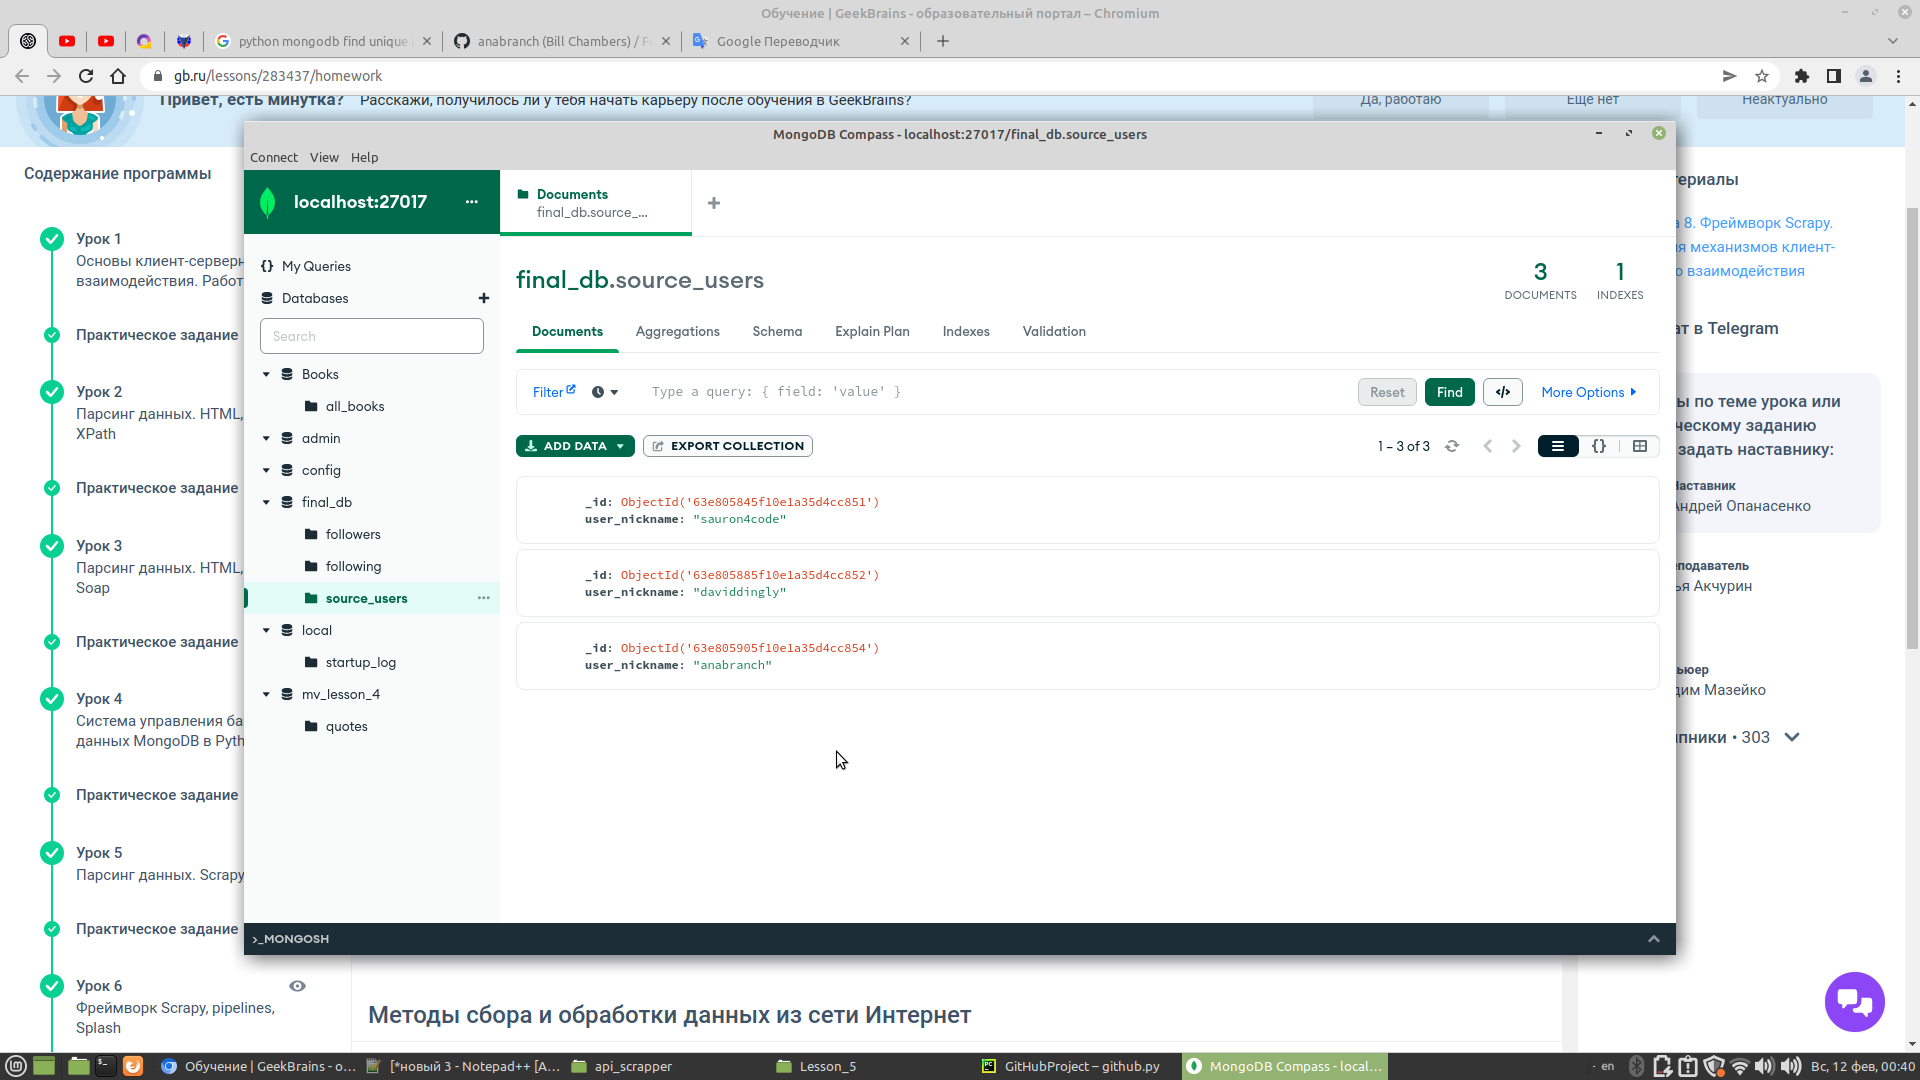 Обучение | GeekBrains - образовательный портал – Chromium
python mongodb find unique
anabranch (Bill Chambers) / Fo
Google Переводчик
gb.ru/lessons/283437/homework
Привет, есть минутка? Расскажи, получилось ли у тебя начать карьеру после обучения в GeekBrains?
Да, работаю
Еще нет
Неактуально
MongoDB Compass - localhost:27017/final_db.source_users
Connect View Help
localhost:27017 ...
Documents
final_db.source_...
My Queries
Databases
Search
Books
all_books
admin
config
final_db
followers
following
source_users
local
startup_log
mv_lesson_4
quotes
final_db.source_users
3
DOCUMENTS
1
INDEXES
Documents Aggregations Schema Explain Plan Indexes Validation
Filter Type a query: { field: 'value' } Reset Find </> More Options
ADD DATA EXPORT COLLECTION 1 – 3 of 3
_id: ObjectId('63e805845f10e1a35d4cc851')
user_nickname: "sauron4code"
_id: ObjectId('63e805885f10e1a35d4cc852')
user_nickname: "daviddingly"
_id: ObjectId('63e805905f10e1a35d4cc854')
user_nickname: "anabranch"
>_MONGOSH
Содержание программы
Урок 1
Основы клиент-серверн
взаимодействия. Работ
Практическое задание
Урок 2
Парсинг данных. HTML,
XPath
Практическое задание
Урок 3
Парсинг данных. HTML,
Soap
Практическое задание
Урок 4
Система управления ба
данных MongoDB в Pyth
Практическое задание
Урок 5
Парсинг данных. Scrapy
Практическое задание
Урок 6
Фреймворк Scrapy, pipelines,
Splash
ериалы
8. Фреймворк Scrapy.
я механизмов клиент-
о взаимодействия
ат в Telegram
ы по теме урока или
ческому заданию
задать наставнику:
Наставник
Андрей Опанасенко
еподаватель
ья Акчурин
ьюер
дим Мазейко
пники • 303
Методы сбора и обработки данных из сети Интернет
Обучение | GeekBrains - о...
[*новый 3 - Notepad++ [A...
api_scrapper
Lesson_5
GitHubProject – github.py
MongoDB Compass - local...
en
Вс, 12 фев, 00:40